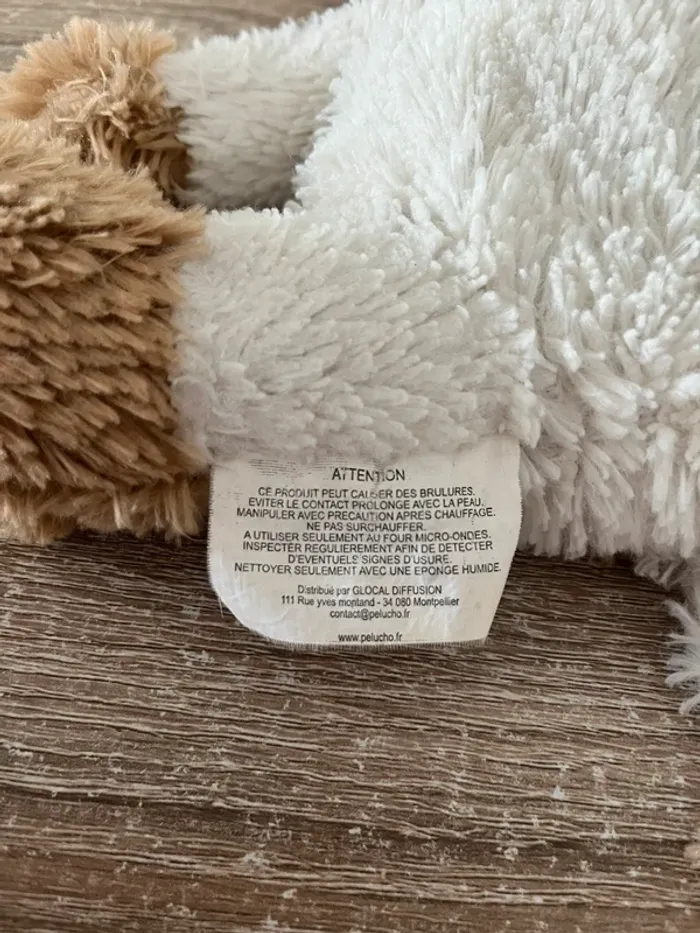 ATTENTION
CE PRODUIT PEUT CAUSER DES BRULURES.
EVITER LE CONTACT PROLONGE AVEC LA PEAU.
MANIPULER AVEC PRECAUTION APRES CHAUFFAGE.
NE PAS SURCHAUFFER.
A UTILISER SEULEMENT AU FOUR MICRO-ONDES.
INSPECTER REGULIEREMENT AFIN DE DETECTER
D'EVENTUELS SIGNES D'USURE.
NETTOYER SEULEMENT AVEC UNE EPONGE HUMIDE.
Distribué par GLOCAL DIFFUSION
111 Rue yves montand - 34 080 Montpellier
contact@pelucho.fr
www.pelucho.fr